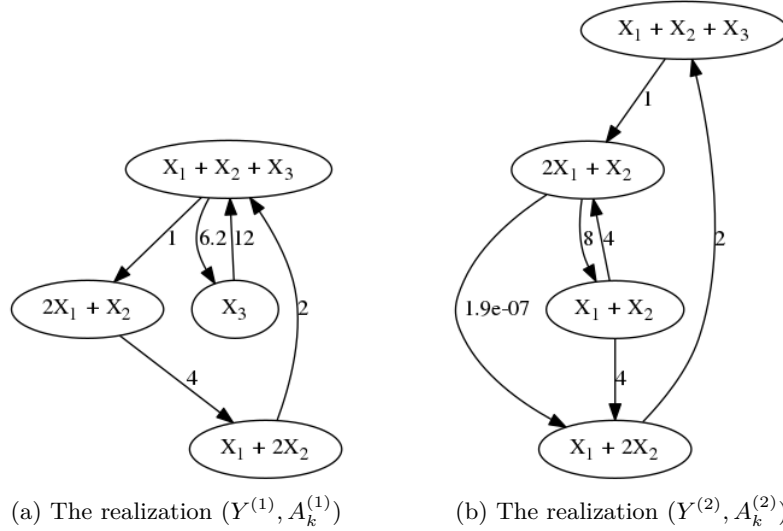 X₁ + X₂ + X₃
1
6.2
12
2X₁ + X₂
X₃
2
4
X₁ + 2X₂
(a) The realization (Y⁽¹⁾, A_k⁽¹⁾)
X₁ + X₂ + X₃
1
2X₁ + X₂
8
4
2
1.9e-07
X₁ + X₂
4
X₁ + 2X₂
(b) The realization (Y⁽²⁾, A_k⁽²⁾)